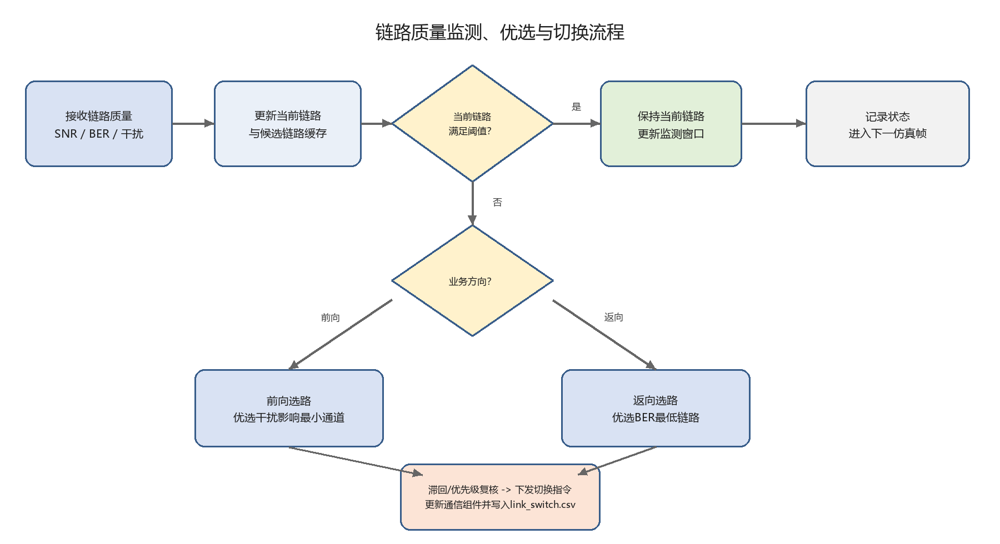 链路质量监测、优选与切换流程
接收链路质量
SNR / BER / 干扰
更新当前链路
与候选链路缓存
当前链路
满足阈值?
是
保持当前链路
更新监测窗口
记录状态
进入下一仿真帧
否
业务方向?
前向
返向
前向选路
优选干扰影响最小通道
返向选路
优选BER最低链路
滞回/优先级复核 -> 下发切换指令
更新通信组件并写入link_switch.csv